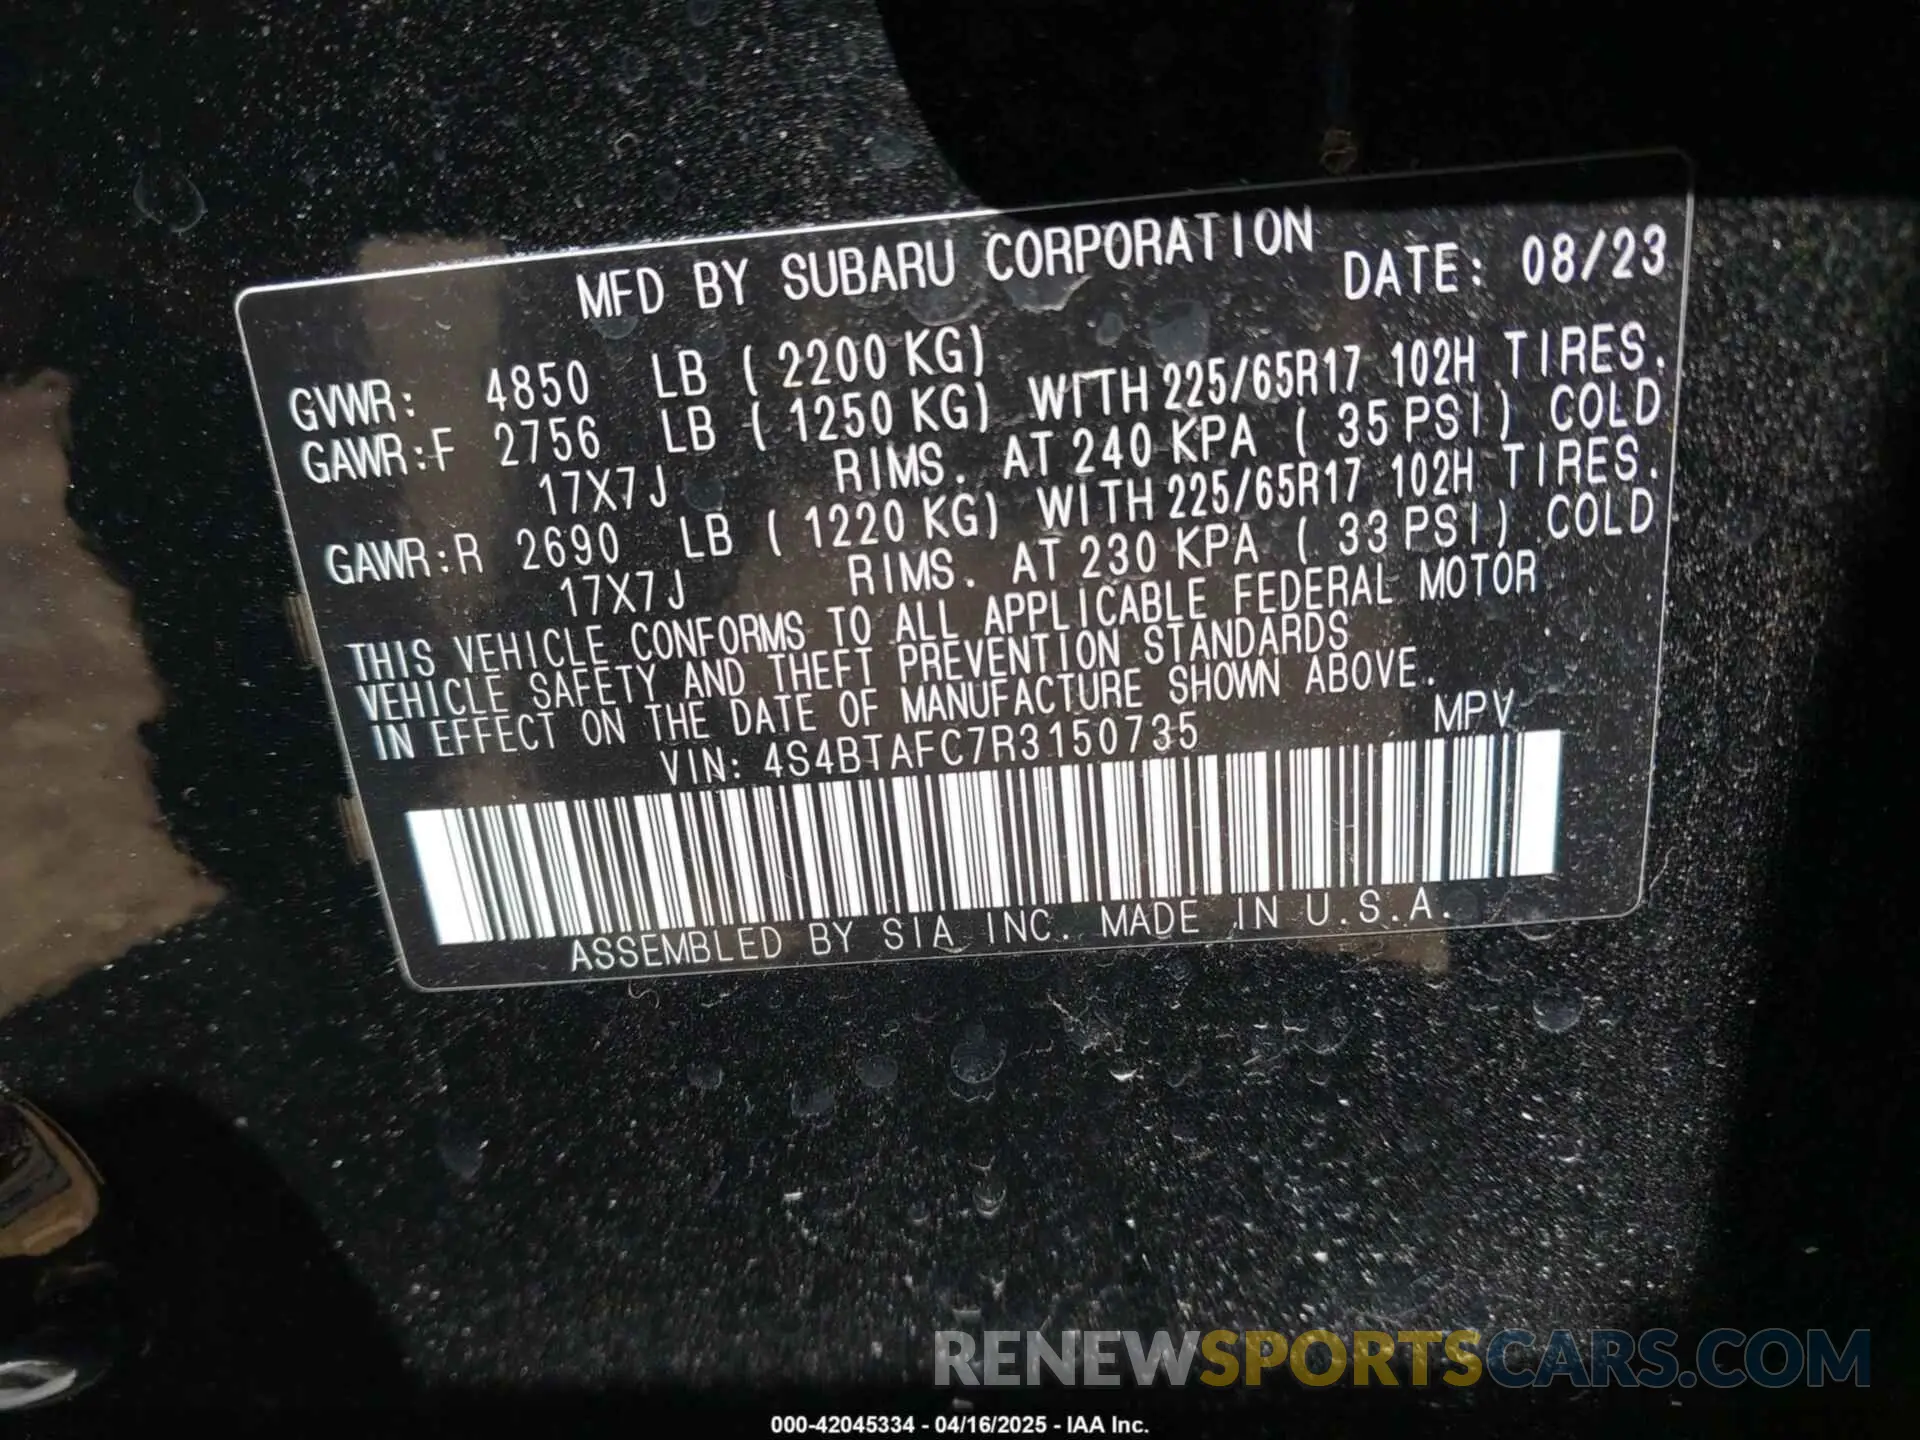 MFD BY SUBARU CORPORATION DATE: 08/23
GVWR: 4850 LB ( 2200 KG)
GAWR:F 2756 LB ( 1250 KG) WITH 225/65R17 102H TIRES.
17X7J RIMS. AT 240 KPA ( 35 PSI) COLD
GAWR:R 2690 LB ( 1220 KG) WITH 225/65R17 102H TIRES.
17X7J RIMS. AT 230 KPA ( 33 PSI) COLD
THIS VEHICLE CONFORMS TO ALL APPLICABLE FEDERAL MOTOR
VEHICLE SAFETY AND THEFT PREVENTION STANDARDS
IN EFFECT ON THE DATE OF MANUFACTURE SHOWN ABOVE.
VIN: 4S4BTAFC7R3150735 MPV
ASSEMBLED BY SIA INC. MADE IN U.S.A.
RENEWSPORTSCARS.COM
000-42045334 - 04/16/2025 - IAA Inc.